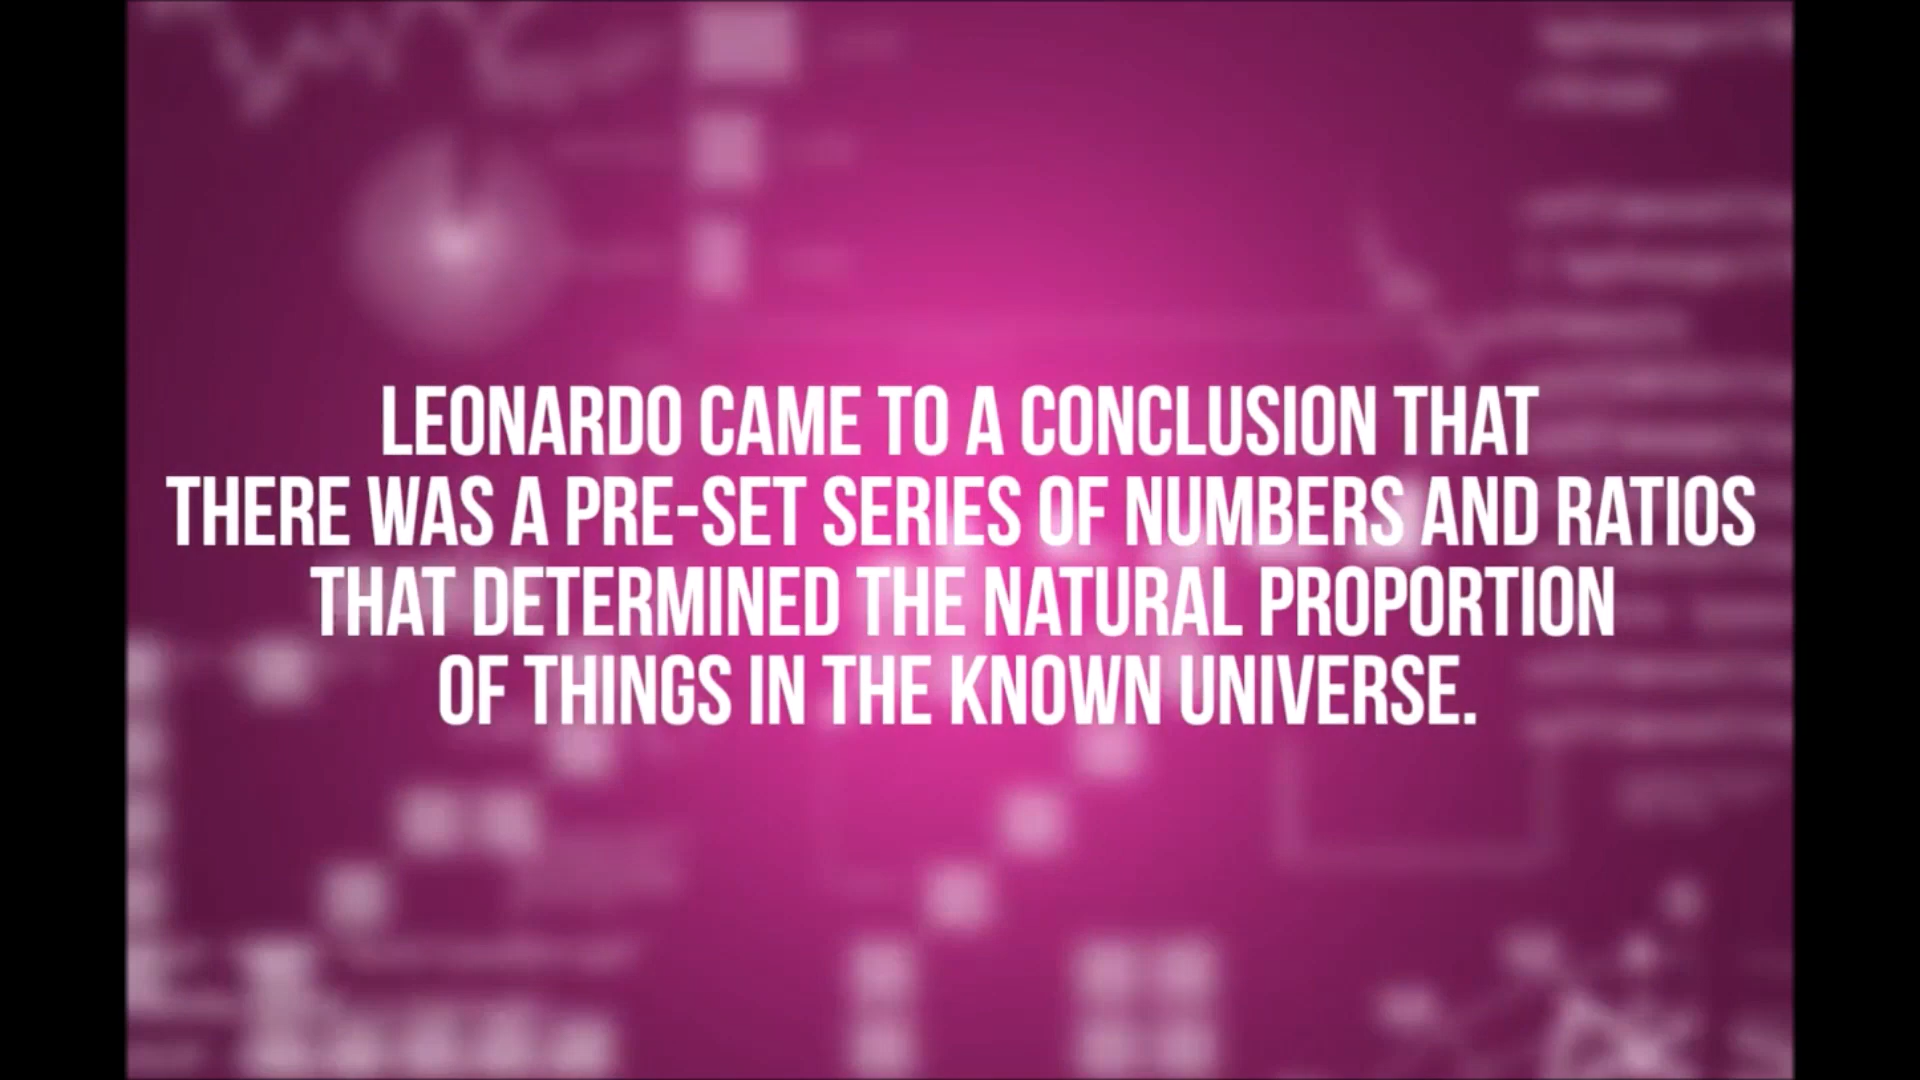 LEONARDO CAME TO A CONCLUSION THAT
THERE WAS A PRE-SET SERIES OF NUMBERS AND RATIOS
THAT DETERMINED THE NATURAL PROPORTION
OF THINGS IN THE KNOWN UNIVERSE.